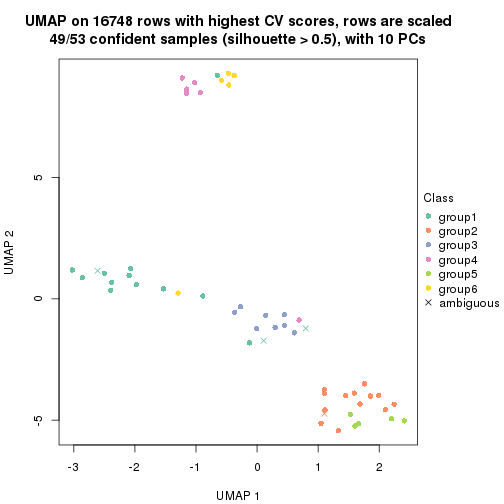 UMAP on 16748 rows with highest CV scores, rows are scaled
49/53 confident samples (silhouette > 0.5), with 10 PCs
UMAP 2
5
0
-5
-3
-2
-1
0
1
2
UMAP 1
Class
group1
group2
group3
group4
group5
group6
ambiguous